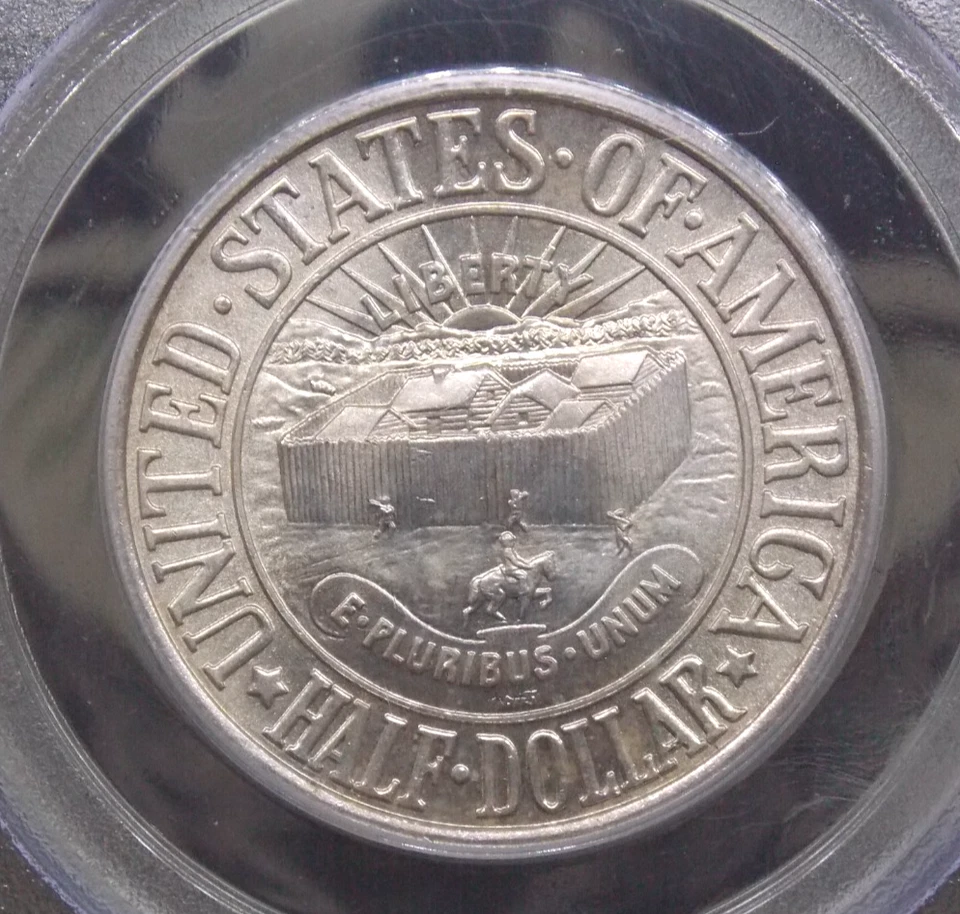 UNITED · STATES · OF · AMERICA
LIBERTY
E · PLURIBUS · UNUM
★ HALF · DOLLAR ★